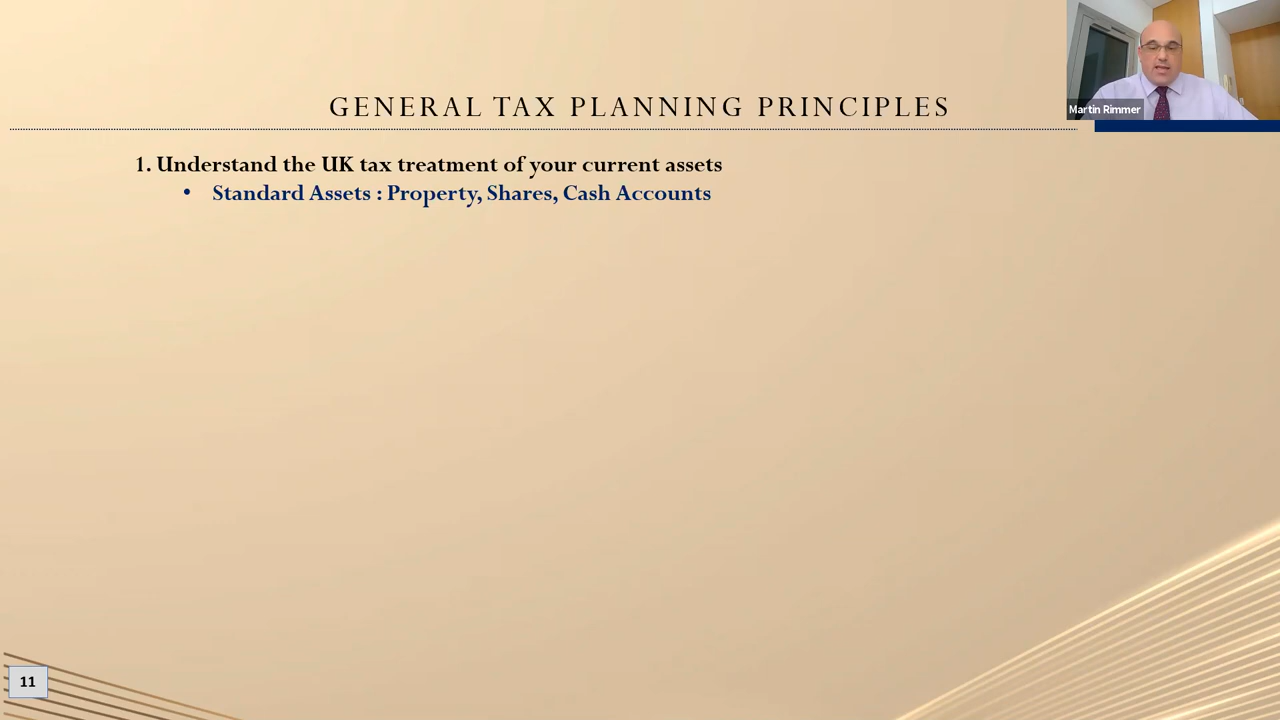 Martin Rimmer
GENERAL TAX PLANNING PRINCIPLES
1. Understand the UK tax treatment of your current assets
• Standard Assets : Property, Shares, Cash Accounts
11